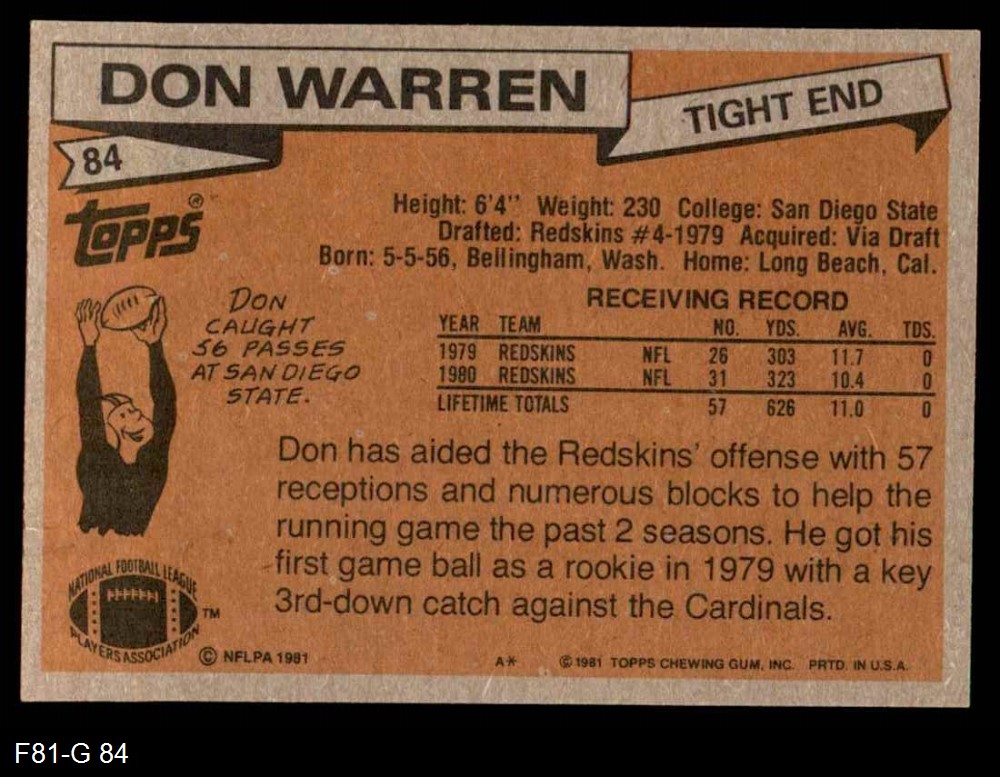 DON WARREN
TIGHT END
84
TOPPS®
Height: 6'4" Weight: 230 College: San Diego State
Drafted: Redskins #4-1979 Acquired: Via Draft
Born: 5-5-56, Bellingham, Wash. Home: Long Beach, Cal.
DON
CAUGHT
56 PASSES
AT SAN DIEGO
STATE.
RECEIVING RECORD
YEAR TEAM NO. YDS. AVG. TDS.
1979 REDSKINS NFL 26 303 11.7 0
1980 REDSKINS NFL 31 323 10.4 0
LIFETIME TOTALS 57 626 11.0 0
Don has aided the Redskins' offense with 57
receptions and numerous blocks to help the
running game the past 2 seasons. He got his
first game ball as a rookie in 1979 with a key
3rd-down catch against the Cardinals.
NATIONAL FOOTBALL LEAGUE
PLAYERS ASSOCIATION
TM
© NFLPA 1981
A* © 1981 TOPPS CHEWING GUM, INC. PRTD. IN U.S.A.
F81-G 84